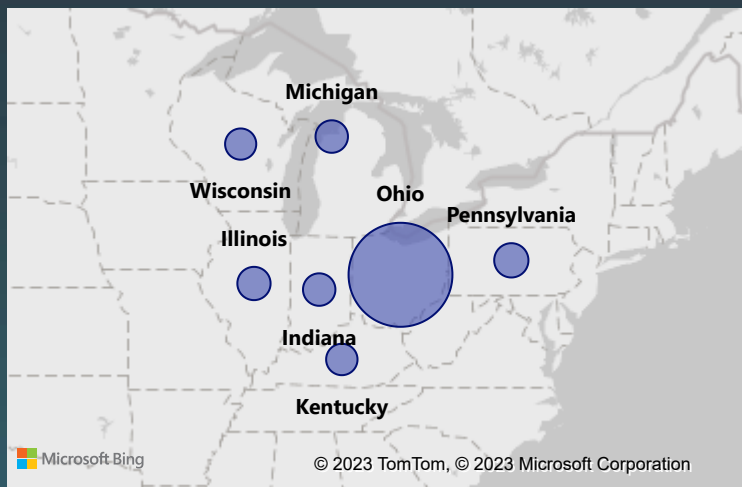 Michigan
Wisconsin
Ohio
Pennsylvania
Illinois
Indiana
Kentucky
Microsoft Bing
© 2023 TomTom, © 2023 Microsoft Corporation